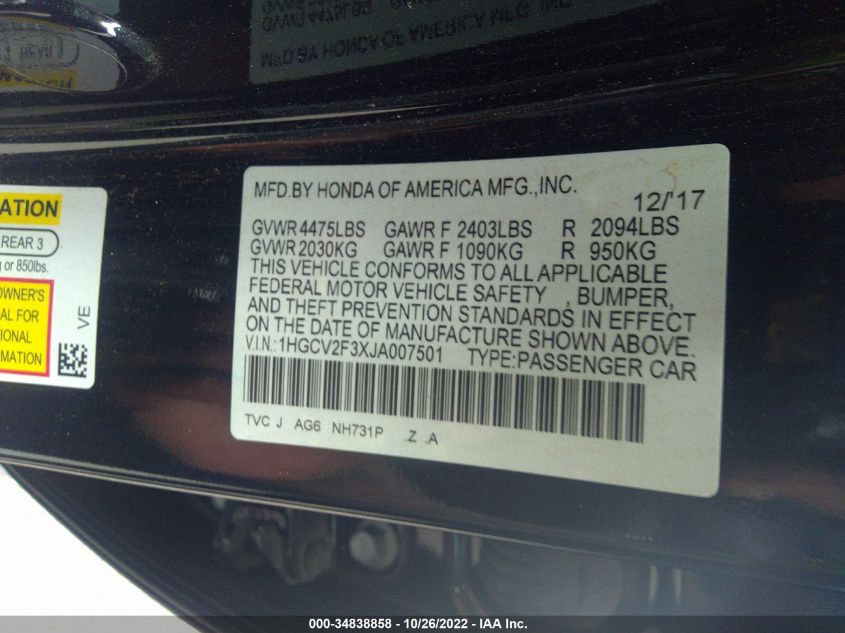 MFD.BY HONDA OF AMERICA MFG.,INC.
12/'17
GVWR 4475LBS GAWR F 2403LBS R 2094LBS
GVWR 2030KG GAWR F 1090KG R 950KG
THIS VEHICLE CONFORMS TO ALL APPLICABLE
FEDERAL MOTOR VEHICLE SAFETY , BUMPER,
AND THEFT PREVENTION STANDARDS IN EFFECT
ON THE DATE OF MANUFACTURE SHOWN ABOVE.
V.I.N.:1HGCV2F3XJA007501 TYPE:PASSENGER CAR
TVC J AG6 NH731P .Z .A
REAR 3
or 850lbs.
OWNER'S
FOR
VE
000-34838858 - 10/26/2022 - IAA Inc.